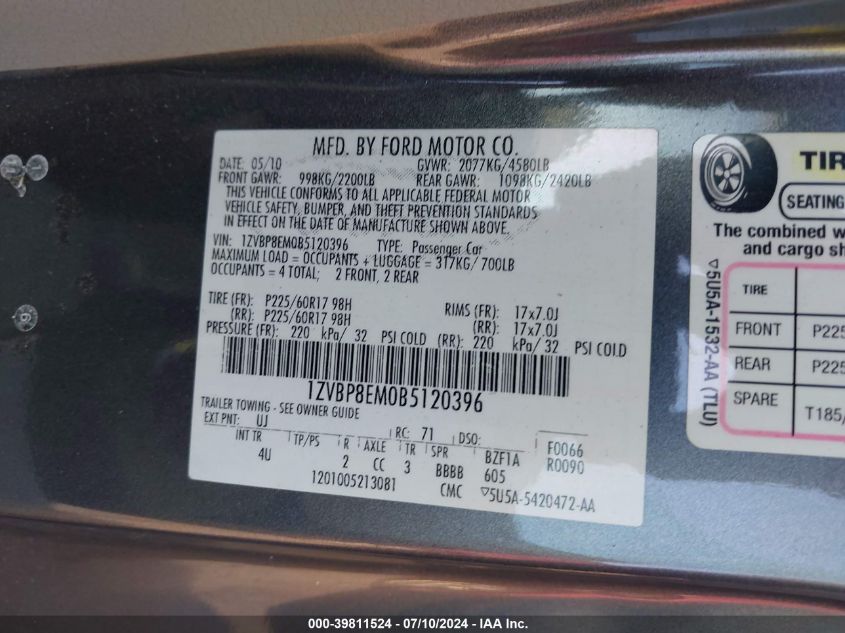 MFD. BY FORD MOTOR CO.
DATE: 05/10 GVWR: 2077KG/4580LB
FRONT GAWR: 998KG/2200LB REAR GAWR: 1098KG/2420LB
THIS VEHICLE CONFORMS TO ALL APPLICABLE FEDERAL MOTOR
VEHICLE SAFETY, BUMPER, AND THEFT PREVENTION STANDARDS
IN EFFECT ON THE DATE OF MANUFACTURE SHOWN ABOVE.
VIN: 1ZVBP8EM0B5120396 TYPE: Passenger Car
MAXIMUM LOAD = OCCUPANTS + LUGGAGE = 317KG/ 700LB
OCCUPANTS = 4 TOTAL; 2 FRONT, 2 REAR
TIRE (FR): P225/60R17 98H RIMS (FR): 17x7.0J
(RR): P225/60R17 98H (RR): 17x7.0J
PRESSURE (FR): 220 kPa/ 32 PSI COLD (RR): 220 kPa/ 32 PSI COLD
1ZVBP8EM0B5120396
TRAILER TOWING - SEE OWNER GUIDE
EXT PNT: UJ RC: 71 DSO:
INT TR TP/PS R AXLE TR SPR BZF1A F0066
4U 2 CC 3 BBBB 605 R0090
1201005213081 CMC ▽5U5A-5420472-AA
TIR
SEATING
The combined w
and cargo sh
TIRE
FRONT P225
REAR P225
SPARE T185/
▽5U5A-1532-AA (TLU)
000-39811524 / 07/10/2024 - IAA Inc.